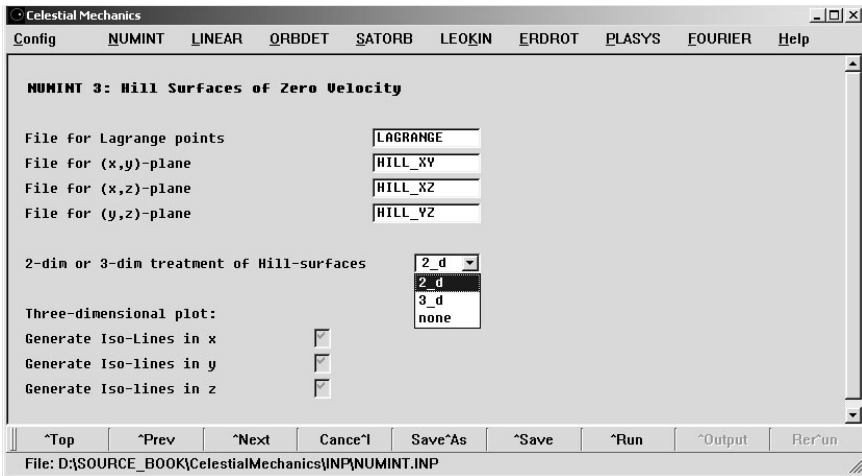 Celestial Mechanics
Config NUMINT LINEAR ORBDET SATORB LEOKIN ERDROT PLASYS FOURIER Help
NUMINT 3: Hill Surfaces of Zero Velocity
File for Lagrange points LAGRANGE
File for (x,y)-plane HILL_XY
File for (x,z)-plane HILL_XZ
File for (y,z)-plane HILL_YZ
2-dim or 3-dim treatment of Hill-surfaces 2_d
2_d
3_d
none
Three-dimensional plot:
Generate Iso-Lines in x
Generate Iso-lines in y
Generate Iso-lines in z
^Top ^Prev ^Next Cance^l Save^As ^Save ^Run ^Output Rer^un
File: D:\SOURCE_BOOK\CelestialMechanics\INP\NUMINT.INP